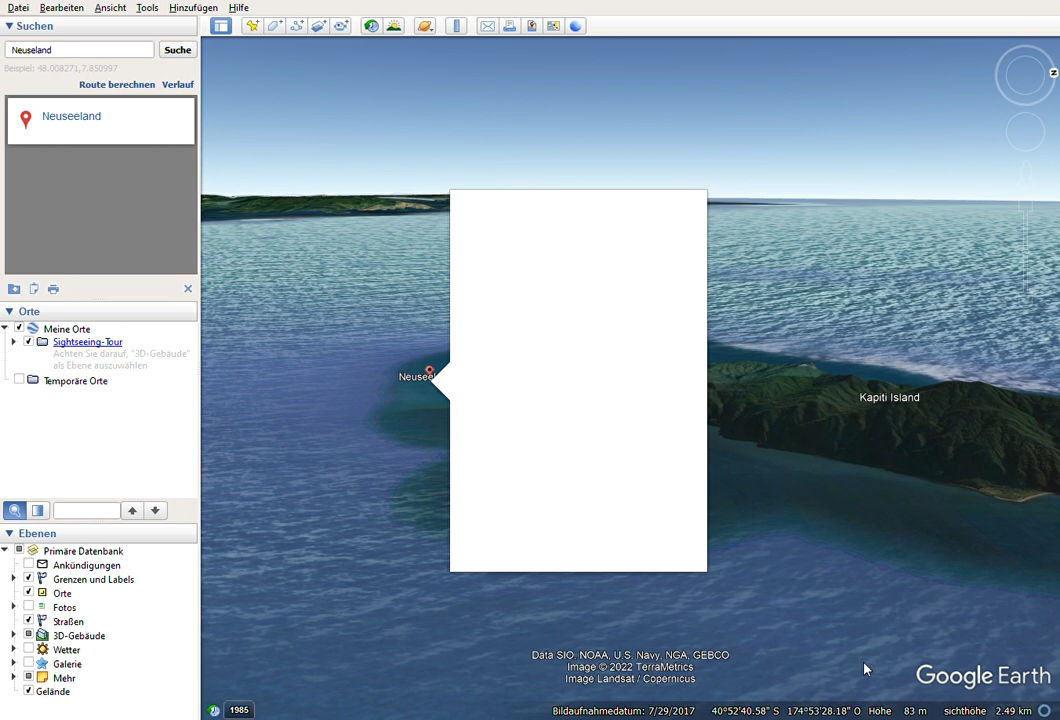 Datei Bearbeiten Ansicht Tools Hinzufügen Hilfe
Suchen
Neuseland Suche
Beispiel: 48.008271,7.850997
Route berechnen Verlauf
Neuseeland
Orte
Meine Orte
Sightseeing-Tour
Achten Sie darauf, "3D-Gebäude"
als Ebene auszuwählen
Temporäre Orte
Ebenen
Primäre Datenbank
Ankündigungen
Grenzen und Labels
Orte
Fotos
Straßen
3D-Gebäude
Wetter
Galerie
Mehr
Gelände
N
Neuseel
Kapiti Island
Data SIO, NOAA, U.S. Navy, NGA, GEBCO
Image © 2022 TerraMetrics
Image Landsat / Copernicus
Google Earth
1985
Bildaufnahmedatum: 7/29/2017 40°52'40.58" S 174°53'28.18" O Höhe 83 m sichthöhe 2.49 km